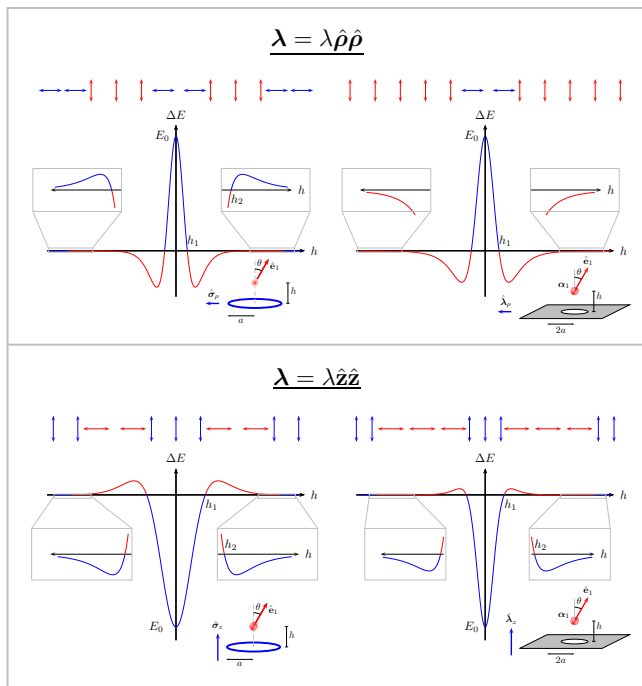 λ = λρ̂ρ̂
ΔE
ΔE
E₀
E₀
h₂
h
h
h₁
h₁
h
h
θ
ê₁
θ
ê₁
α₁
σ̂ρ
h
λ̂ρ
h
a
2a
λ = λẑẑ
ΔE
ΔE
h
h
h₁
h₁
h₂
h
h₂
h
θ
ê₁
θ
ê₁
α₁
E₀
σ̂z
h
E₀
λ̂z
h
a
2a